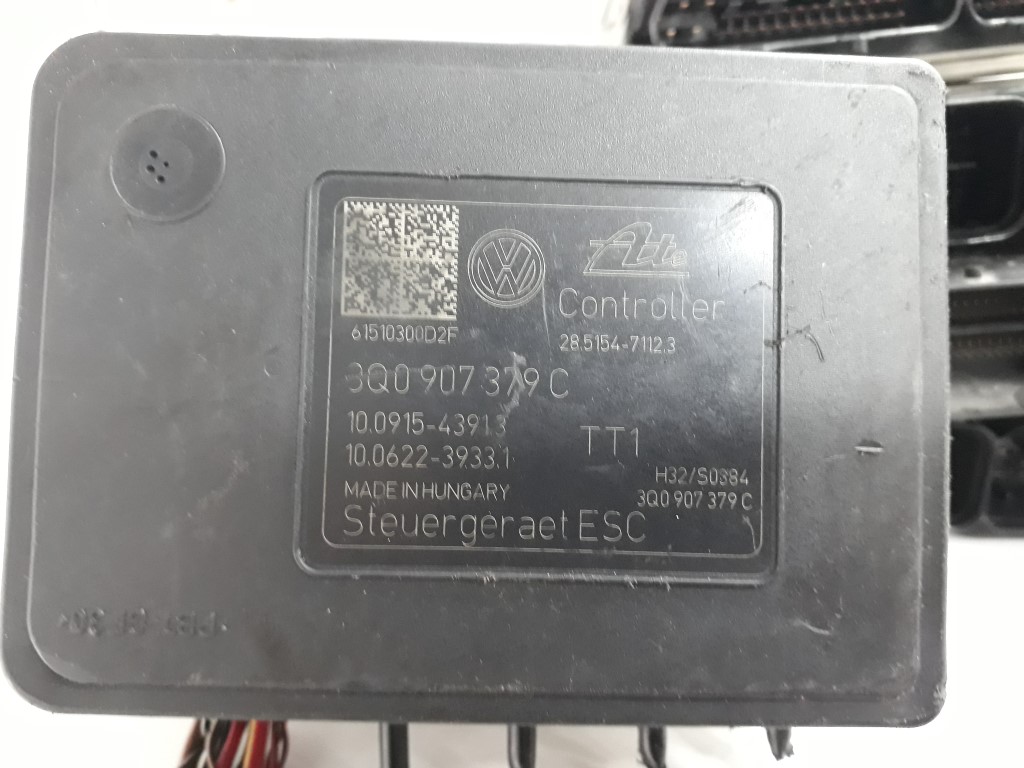 Ate
Controller
61510300D2F
28.5154-7112.3
3Q0 907 379 C
10.0915-4391.3
TT1
10.0622-3933.1
H32/S0384
MADE IN HUNGARY
3Q0 907 379 C
Steuergeraet ESC